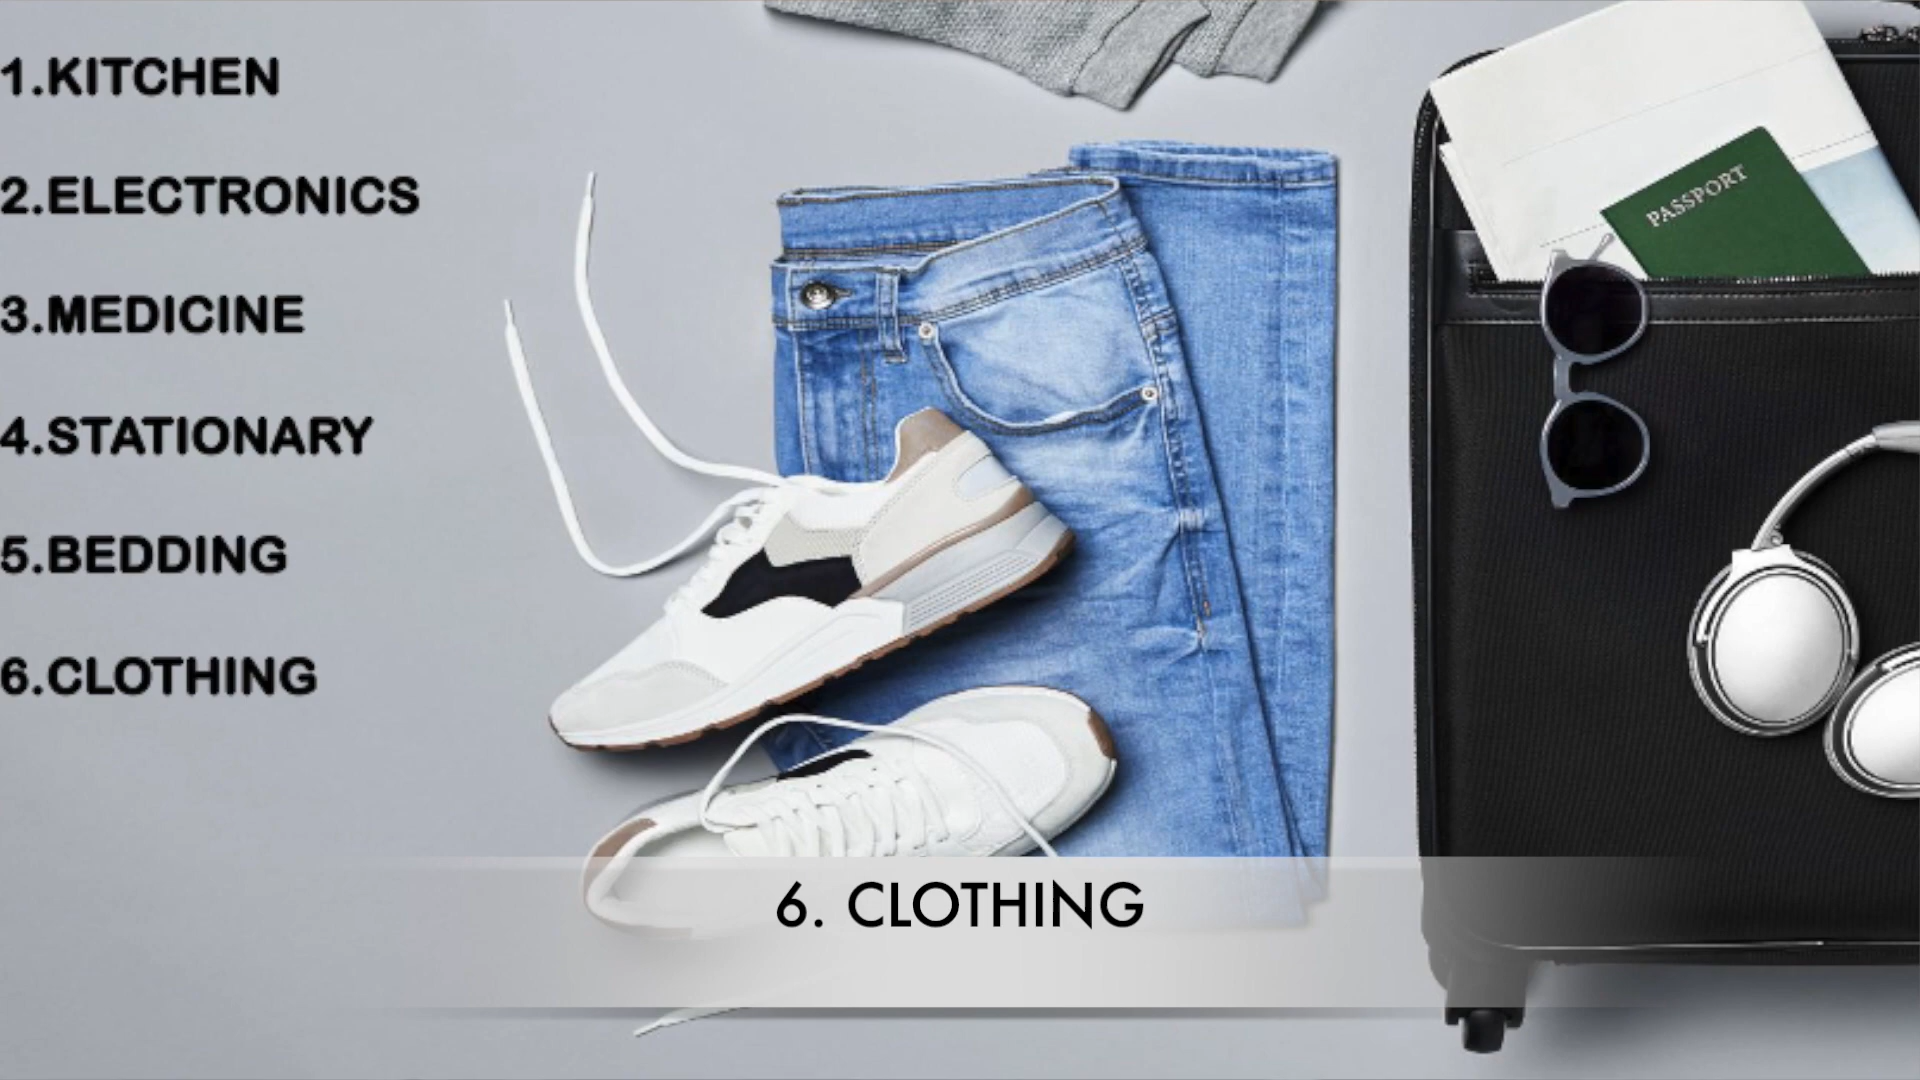 1.KITCHEN
2.ELECTRONICS
3.MEDICINE
4.STATIONARY
5.BEDDING
6.CLOTHING
PASSPORT
6. CLOTHING